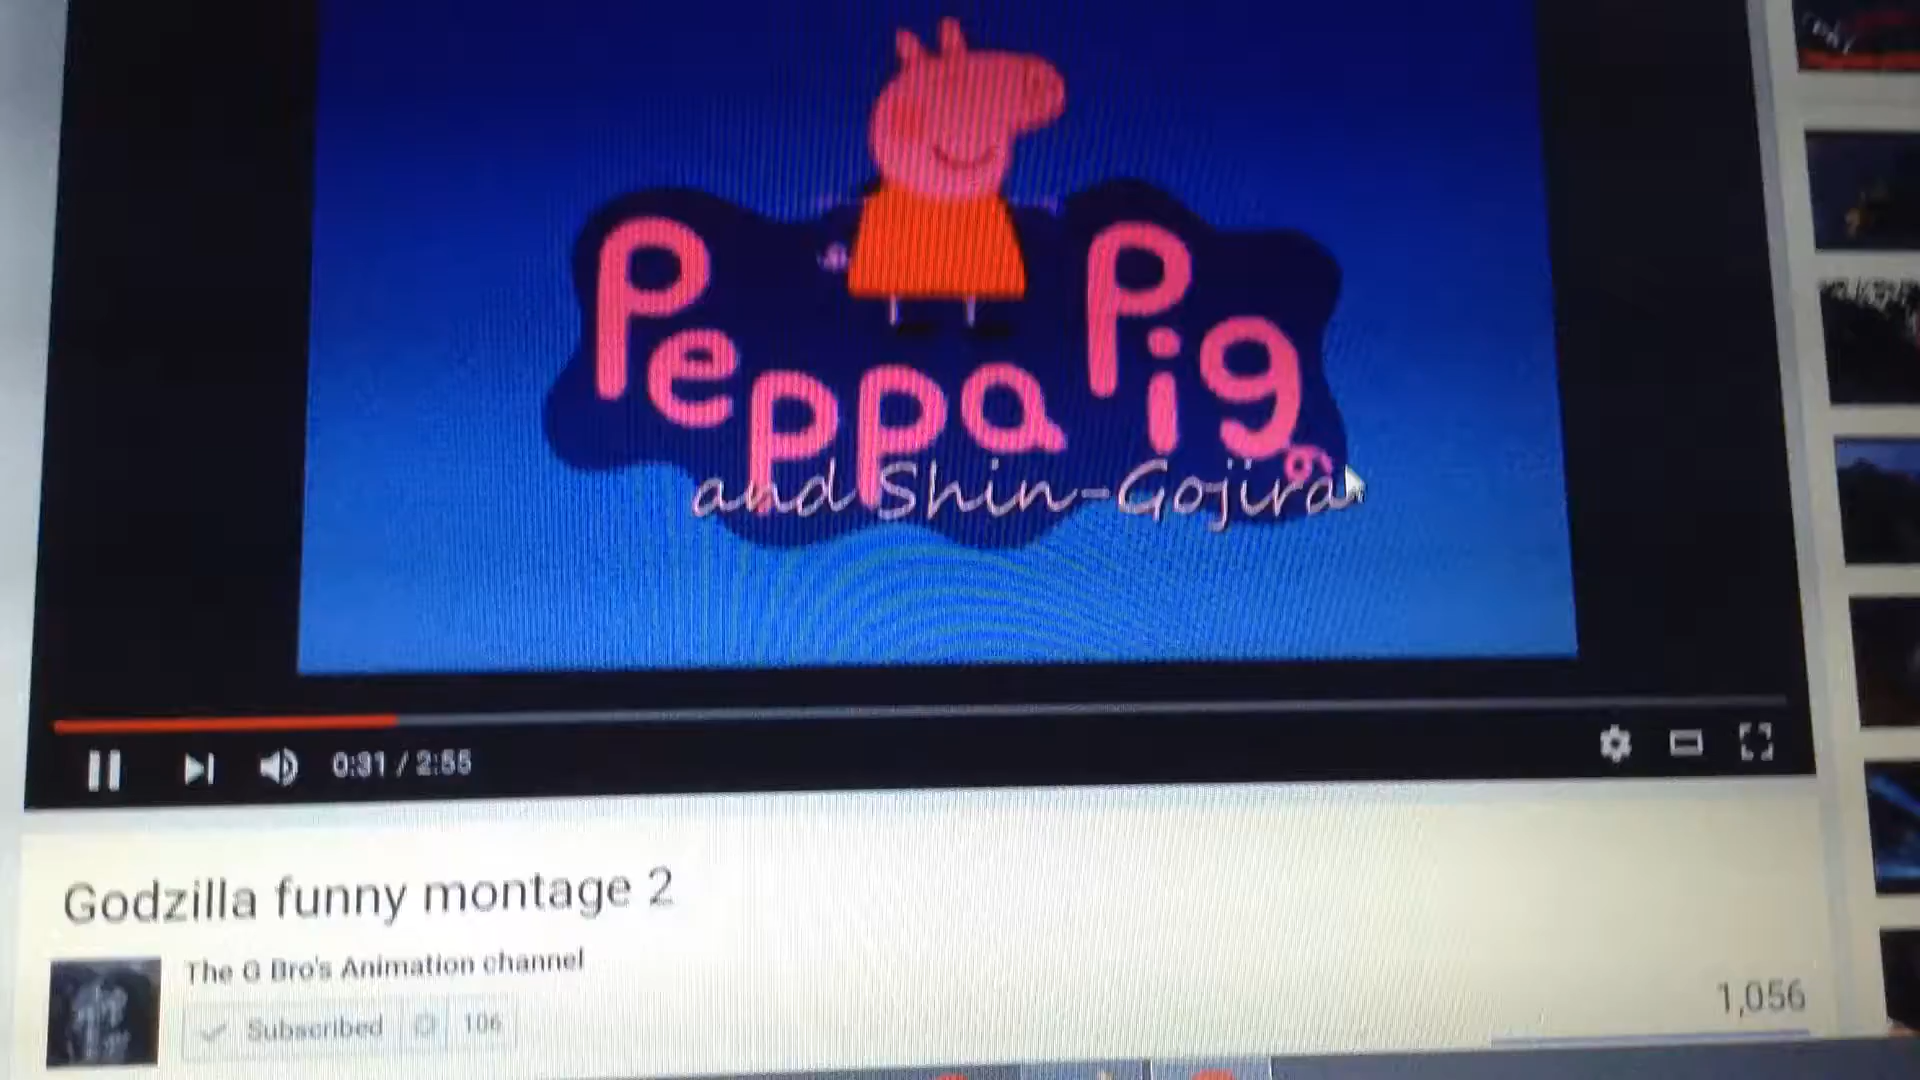 Peppa Pig
and Shin-Gojira
0:31 / 2:55
Godzilla funny montage 2
The G Bro's Animation channel
Subscribed 106
1,056